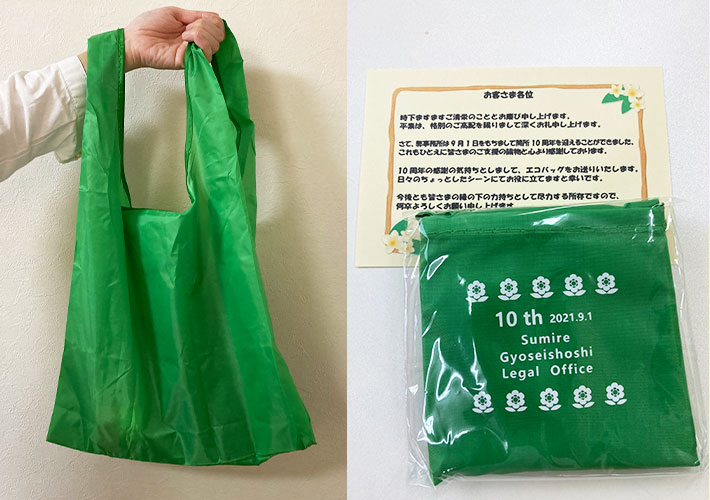 お客さま各位
時下ますますご清栄のこととお慶び申し上げます。
平素は、格別のご高配を賜りまして深くお礼申し上げます。
さて、弊事務所は9月1日をもちまして開所10周年を迎えることができました。
これもひとえに皆さまのご支援の賜物と心より感謝しております。
10周年の感謝の気持ちとしまして、エコバッグをお送りいたします。
日々のちょっとしたシーンにてお役に立てますと幸いです。
今後とも皆さまの縁の下の力持ちとして尽力する所存ですので、
何卒よろしくお願い申し上げます。
10 th 2021.9.1
Sumire
Gyoseishoshi
Legal Office